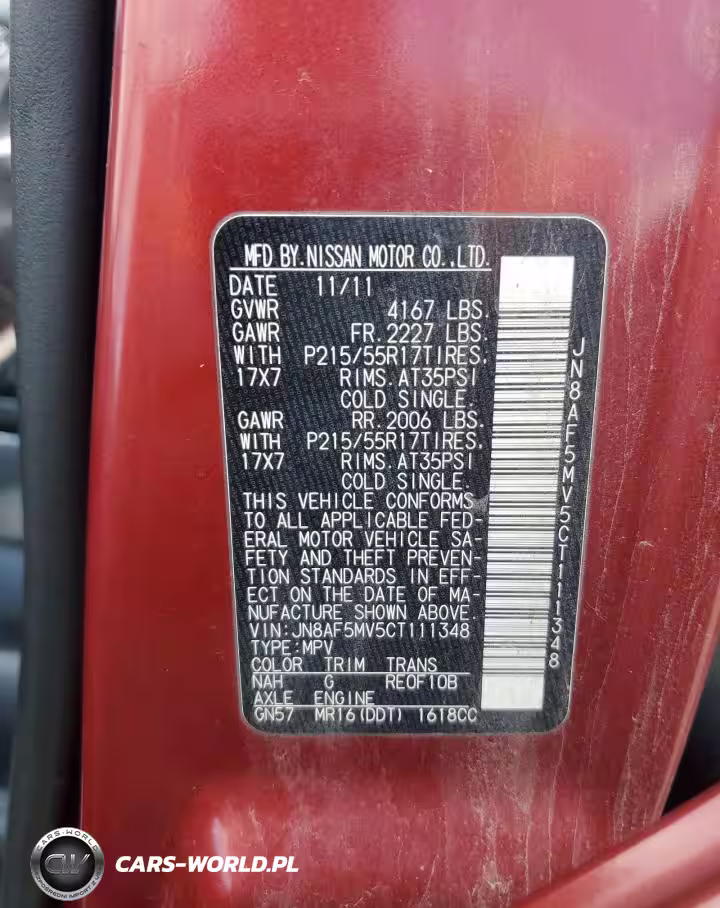 MFD BY.NISSAN MOTOR CO.,LTD.
DATE 11/11
GVWR 4167 LBS.
GAWR FR.2227 LBS.
WITH P215/55R17TIRES.
17X7 RIMS.AT35PSI
COLD SINGLE.
GAWR RR.2006 LBS.
WITH P215/55R17TIRES.
17X7 RIMS.AT35PSI
COLD SINGLE.
THIS VEHICLE CONFORMS
TO ALL APPLICABLE FED-
ERAL MOTOR VEHICLE SA-
FETY AND THEFT PREVEN-
TION STANDARDS IN EFF-
ECT ON THE DATE OF MA-
NUFACTURE SHOWN ABOVE.
VIN:JN8AF5MV5CT111348
TYPE:MPV
COLOR TRIM TRANS
NAH G RE0F10B
AXLE ENGINE
GN57 MR16(DDT) 1618CC
JN8AF5MV5CT111348
CARS-WORLD
CW
CARS-WORLD.PL